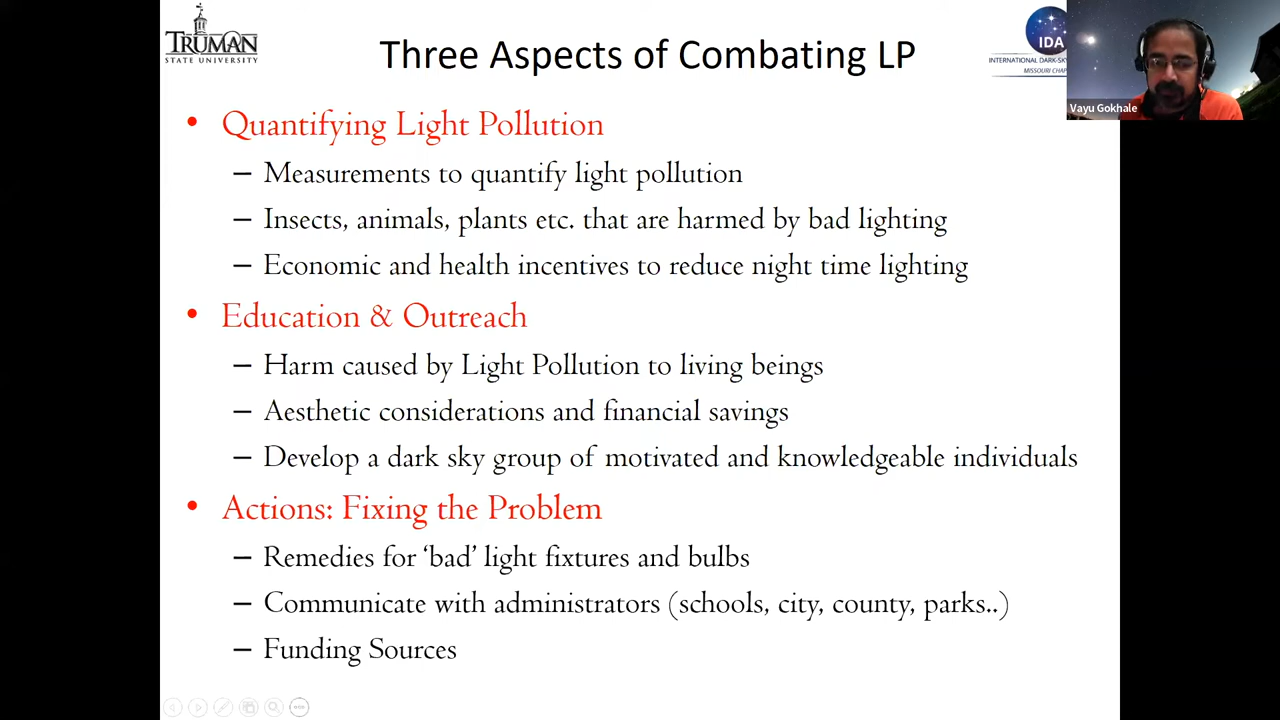 TRUMAN
STATE UNIVERSITY
Three Aspects of Combating LP
IDA
INTERNATIONAL
MISSOURI
Vayu Gokhale
• Quantifying Light Pollution
– Measurements to quantify light pollution
– Insects, animals, plants etc. that are harmed by bad lighting
– Economic and health incentives to reduce night time lighting
• Education & Outreach
– Harm caused by Light Pollution to living beings
– Aesthetic considerations and financial savings
– Develop a dark sky group of motivated and knowledgeable individuals
• Actions: Fixing the Problem
– Remedies for ‘bad’ light fixtures and bulbs
– Communicate with administrators (schools, city, county, parks..)
– Funding Sources